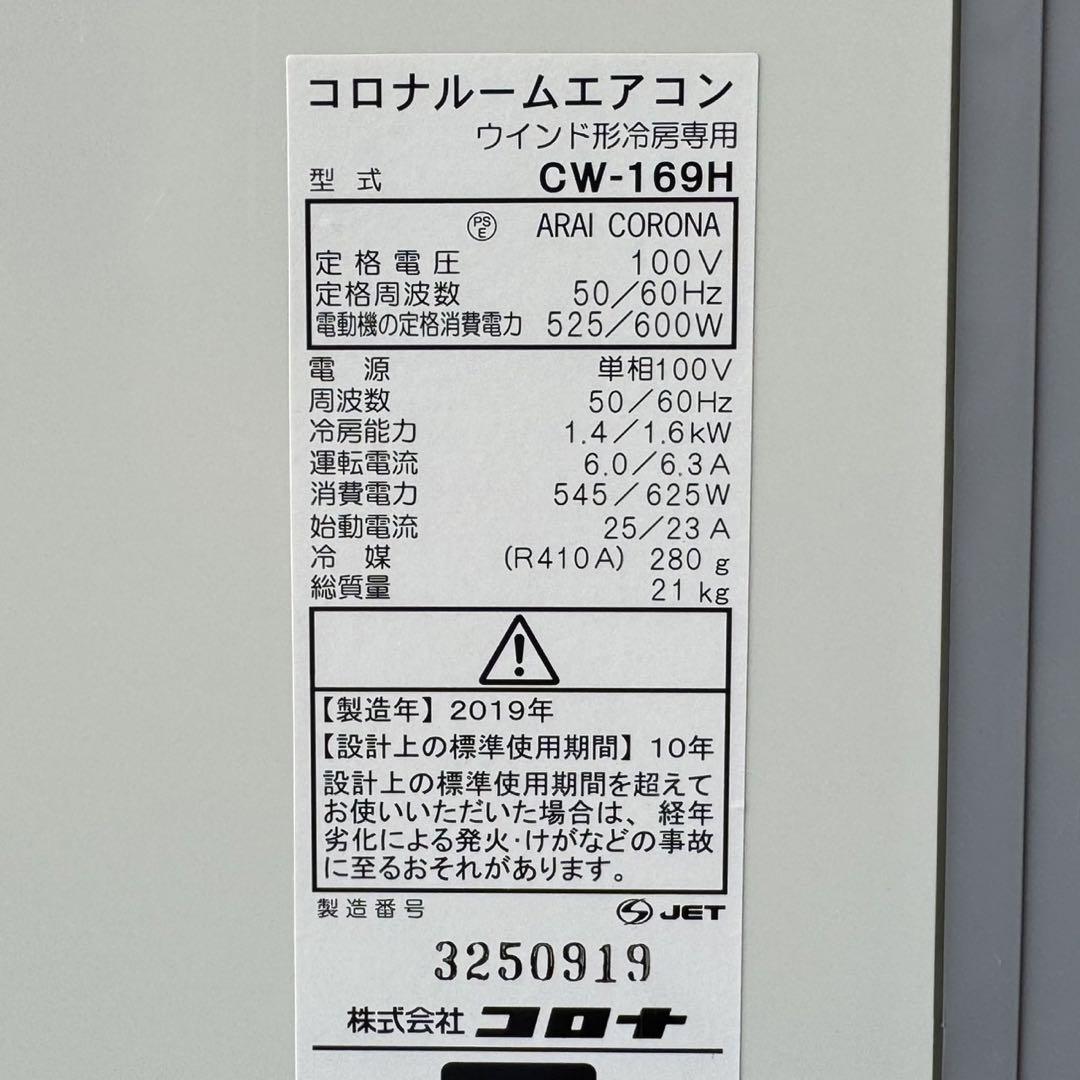 コロナルームエアコン
ウインド形冷房専用
型式 CW-169H
PSE ARAI CORONA
定格電圧 100V
定格周波数 50/60Hz
電動機の定格消費電力 525/600W
電源 単相100V
周波数 50/60Hz
冷房能力 1.4/1.6kW
運転電流 6.0/6.3A
消費電力 545/625W
始動電流 25/23A
冷媒 (R410A) 280g
総質量 21kg
【製造年】2019年
【設計上の標準使用期間】10年
設計上の標準使用期間を超えて
お使いいただいた場合は、経年
劣化による発火・けがなどの事故
に至るおそれがあります。
製造番号 JET
3250919
株式会社 コロナ